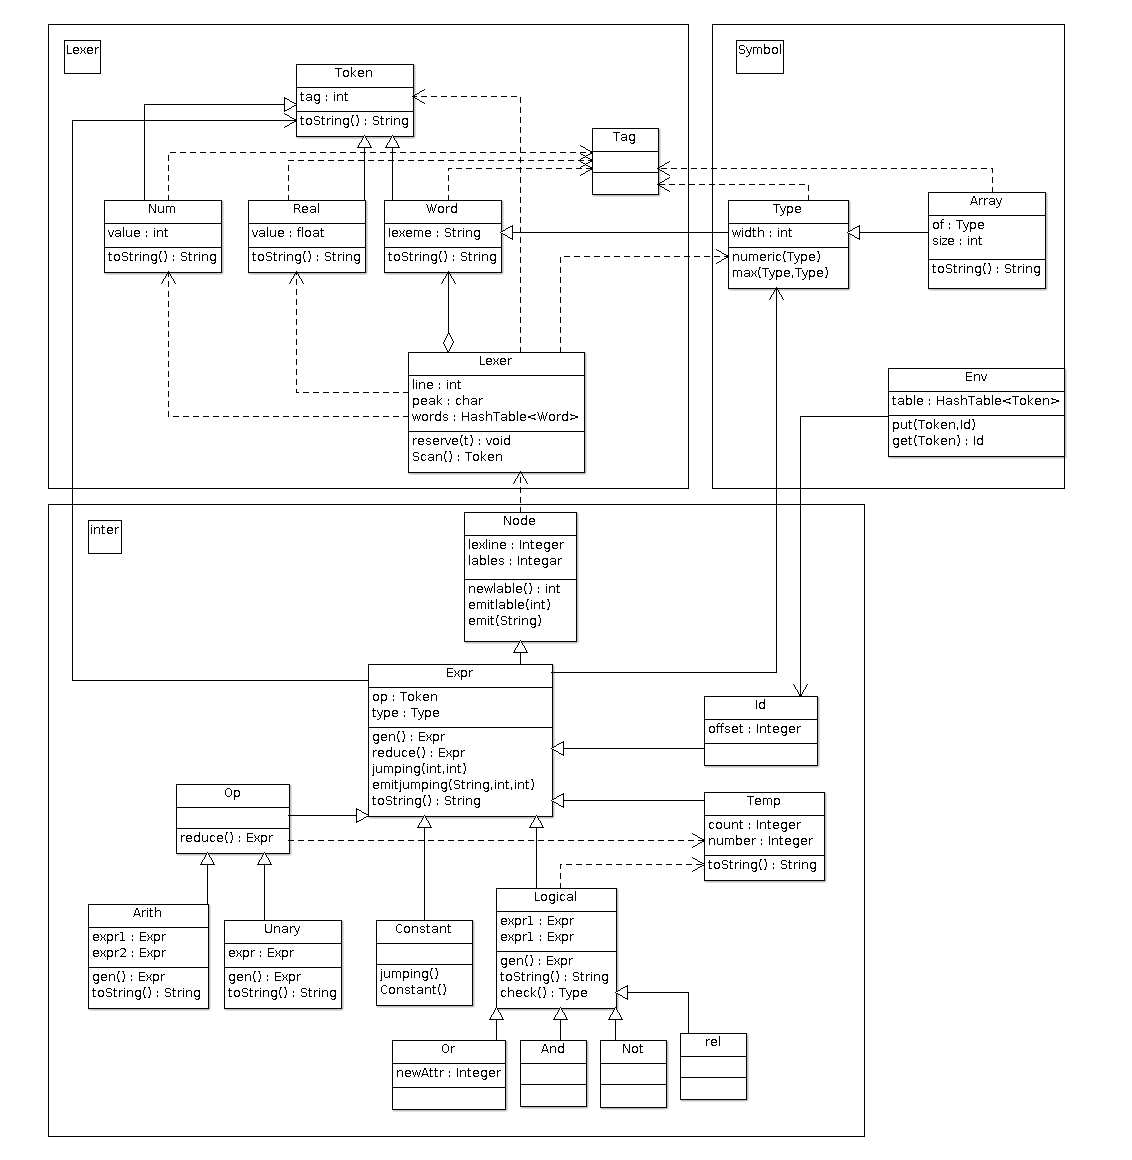 Lexer
Token
tag : int
toString() : String
Num
value : int
toString() : String
Real
value : float
toString() : String
Word
lexeme : String
toString() : String
Tag
Lexer
line : int
peak : char
words : HashTable<Word>
reserve(t) : void
Scan() : Token
Symbol
Type
width : int
numeric(Type)
max(Type,Type)
Array
of : Type
size : int
toString() : String
Env
table : HashTable<Token>
put(Token,Id)
get(Token) : Id
inter
Node
lexline : Integer
lables : Integar
newlable() : int
emitlable(int)
emit(String)
Expr
op : Token
type : Type
gen() : Expr
reduce() : Expr
jumping(int,int)
emitjumping(String,int,int)
toString() : String
Id
offset : Integer
Op
reduce() : Expr
Temp
count : Integer
number : Integer
toString() : String
Arith
expr1 : Expr
expr2 : Expr
gen() : Expr
toString() : String
Unary
expr : Expr
gen() : Expr
toString() : String
Constant
jumping()
Constant()
Logical
expr1 : Expr
expr1 : Expr
gen() : Expr
toString() : String
check() : Type
Or
newAttr : Integer
And
Not
rel